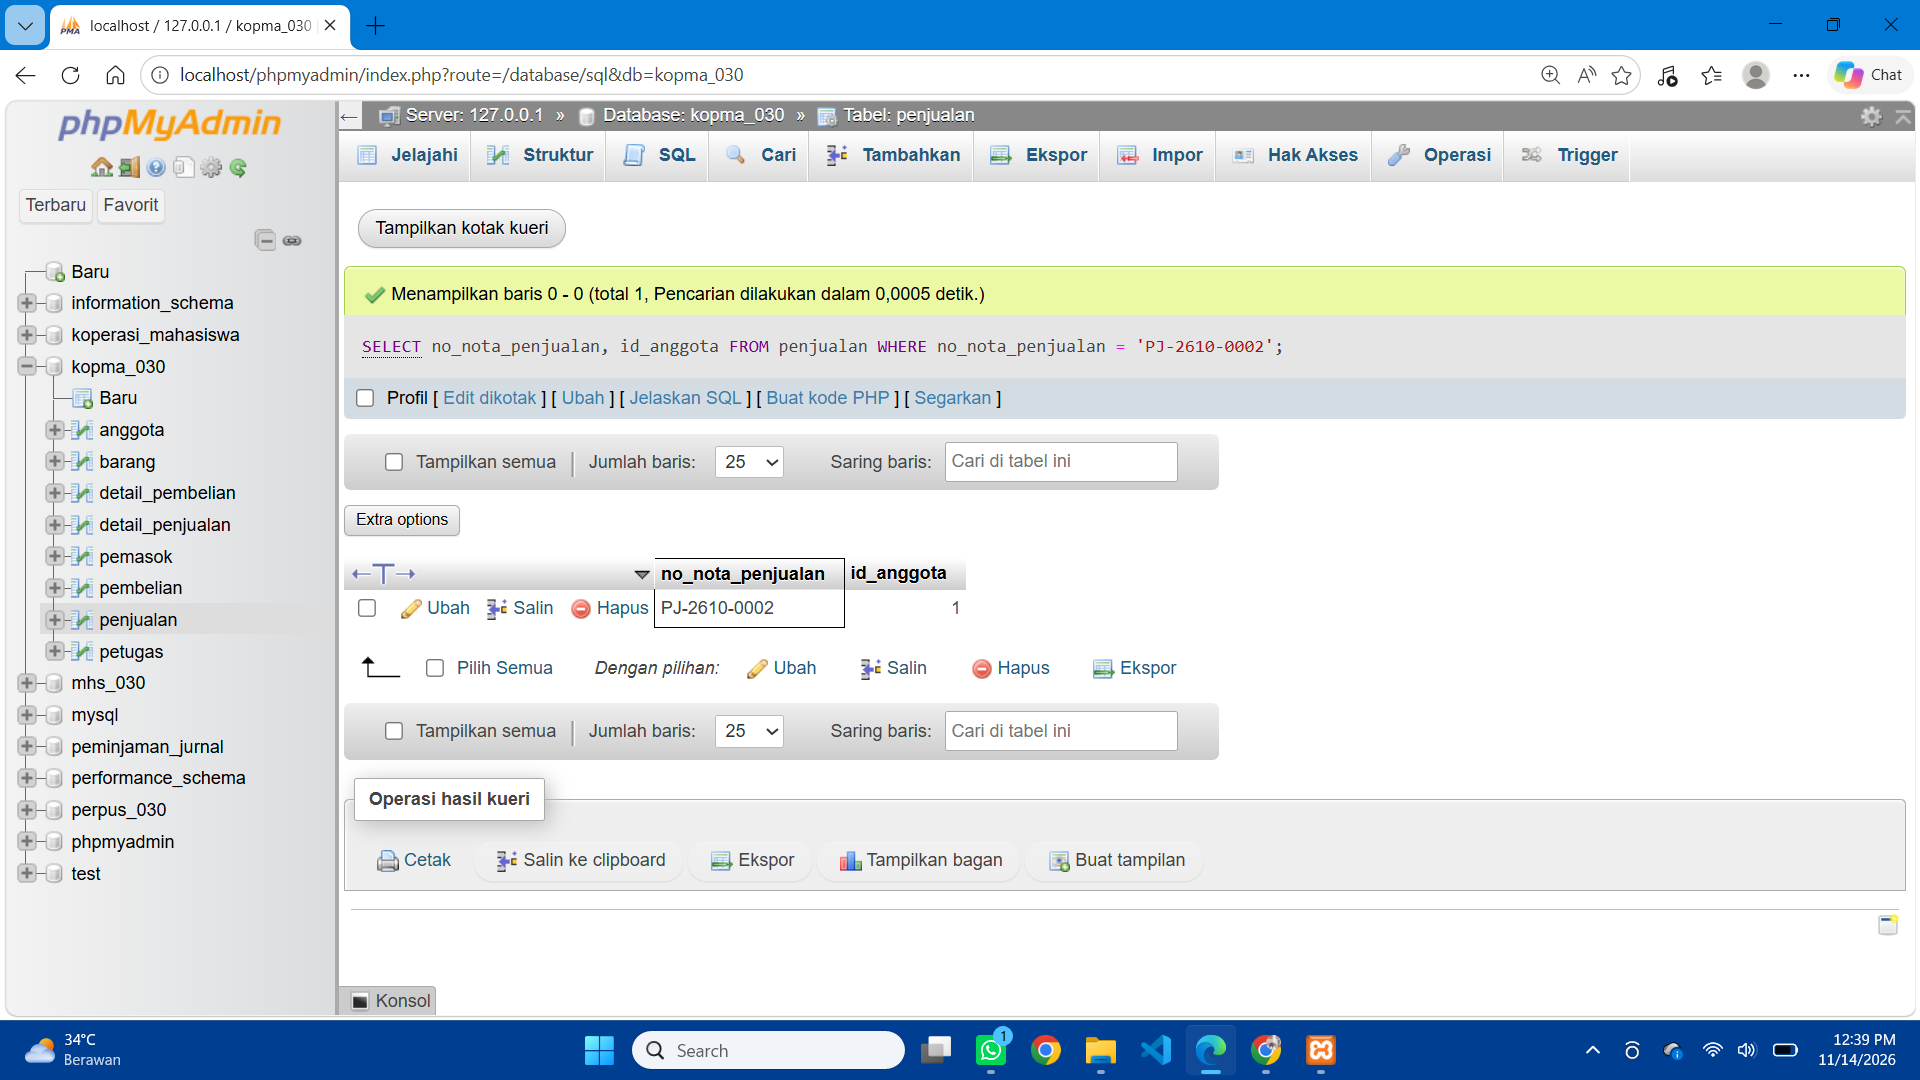 localhost / 127.0.0.1 / kopma_030
localhost/phpmyadmin/index.php?route=/database/sql&db=kopma_030
Chat
phpMyAdmin
Terbaru
Favorit
Baru
information_schema
koperasi_mahasiswa
kopma_030
Baru
anggota
barang
detail_pembelian
detail_penjualan
pemasok
pembelian
penjualan
petugas
mhs_030
mysql
peminjaman_jurnal
performance_schema
perpus_030
phpmyadmin
test
Server: 127.0.0.1 » Database: kopma_030 » Tabel: penjualan
Jelajahi Struktur SQL Cari Tambahkan Ekspor Impor Hak Akses Operasi Trigger
Tampilkan kotak kueri
Menampilkan baris 0 - 0 (total 1, Pencarian dilakukan dalam 0,0005 detik.)
SELECT no_nota_penjualan, id_anggota FROM penjualan WHERE no_nota_penjualan = 'PJ-2610-0002';
Profil [ Edit dikotak ] [ Ubah ] [ Jelaskan SQL ] [ Buat kode PHP ] [ Segarkan ]
Tampilkan semua Jumlah baris: 25 Saring baris: Cari di tabel ini
Extra options
no_nota_penjualan id_anggota
Ubah Salin Hapus PJ-2610-0002 1
Pilih Semua Dengan pilihan: Ubah Salin Hapus Ekspor
Tampilkan semua Jumlah baris: 25 Saring baris: Cari di tabel ini
Operasi hasil kueri
Cetak Salin ke clipboard Ekspor Tampilkan bagan Buat tampilan
Konsol
34°C
Berawan
Search
1
12:39 PM
11/14/2026